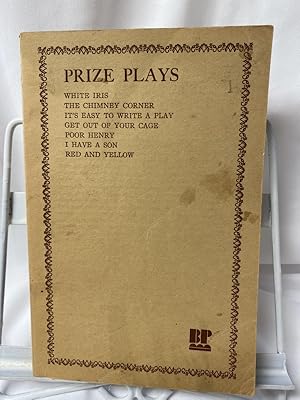 PRIZE PLAYS
WHITE IRIS
THE CHIMNEY CORNER
IT'S EASY TO WRITE A PLAY
GET OUT OF YOUR CAGE
POOR HENRY
I HAVE A SON
RED AND YELLOW
BP